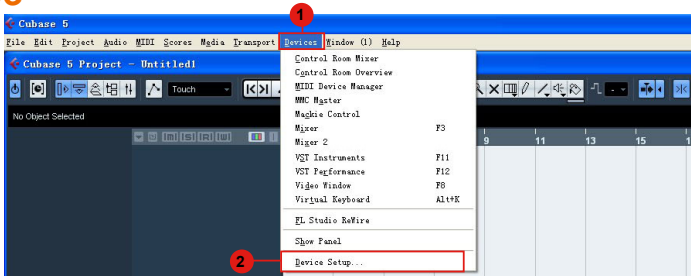 1
Cubase 5
File Edit Project Audio MIDI Scores Media Transport Devices Window (1) Help
Cubase 5 Project - Untitled1
Touch
No Object Selected
Control Room Mixer
Control Room Overview
MIDI Device Manager
MMC Master
Mackie Control
Mixer F3
Mixer 2
VST Instruments F11
VST Performance F12
Video Window F8
Virtual Keyboard Alt+K
FL Studio ReWire
Show Panel
2 Device Setup...
9 11 13 15